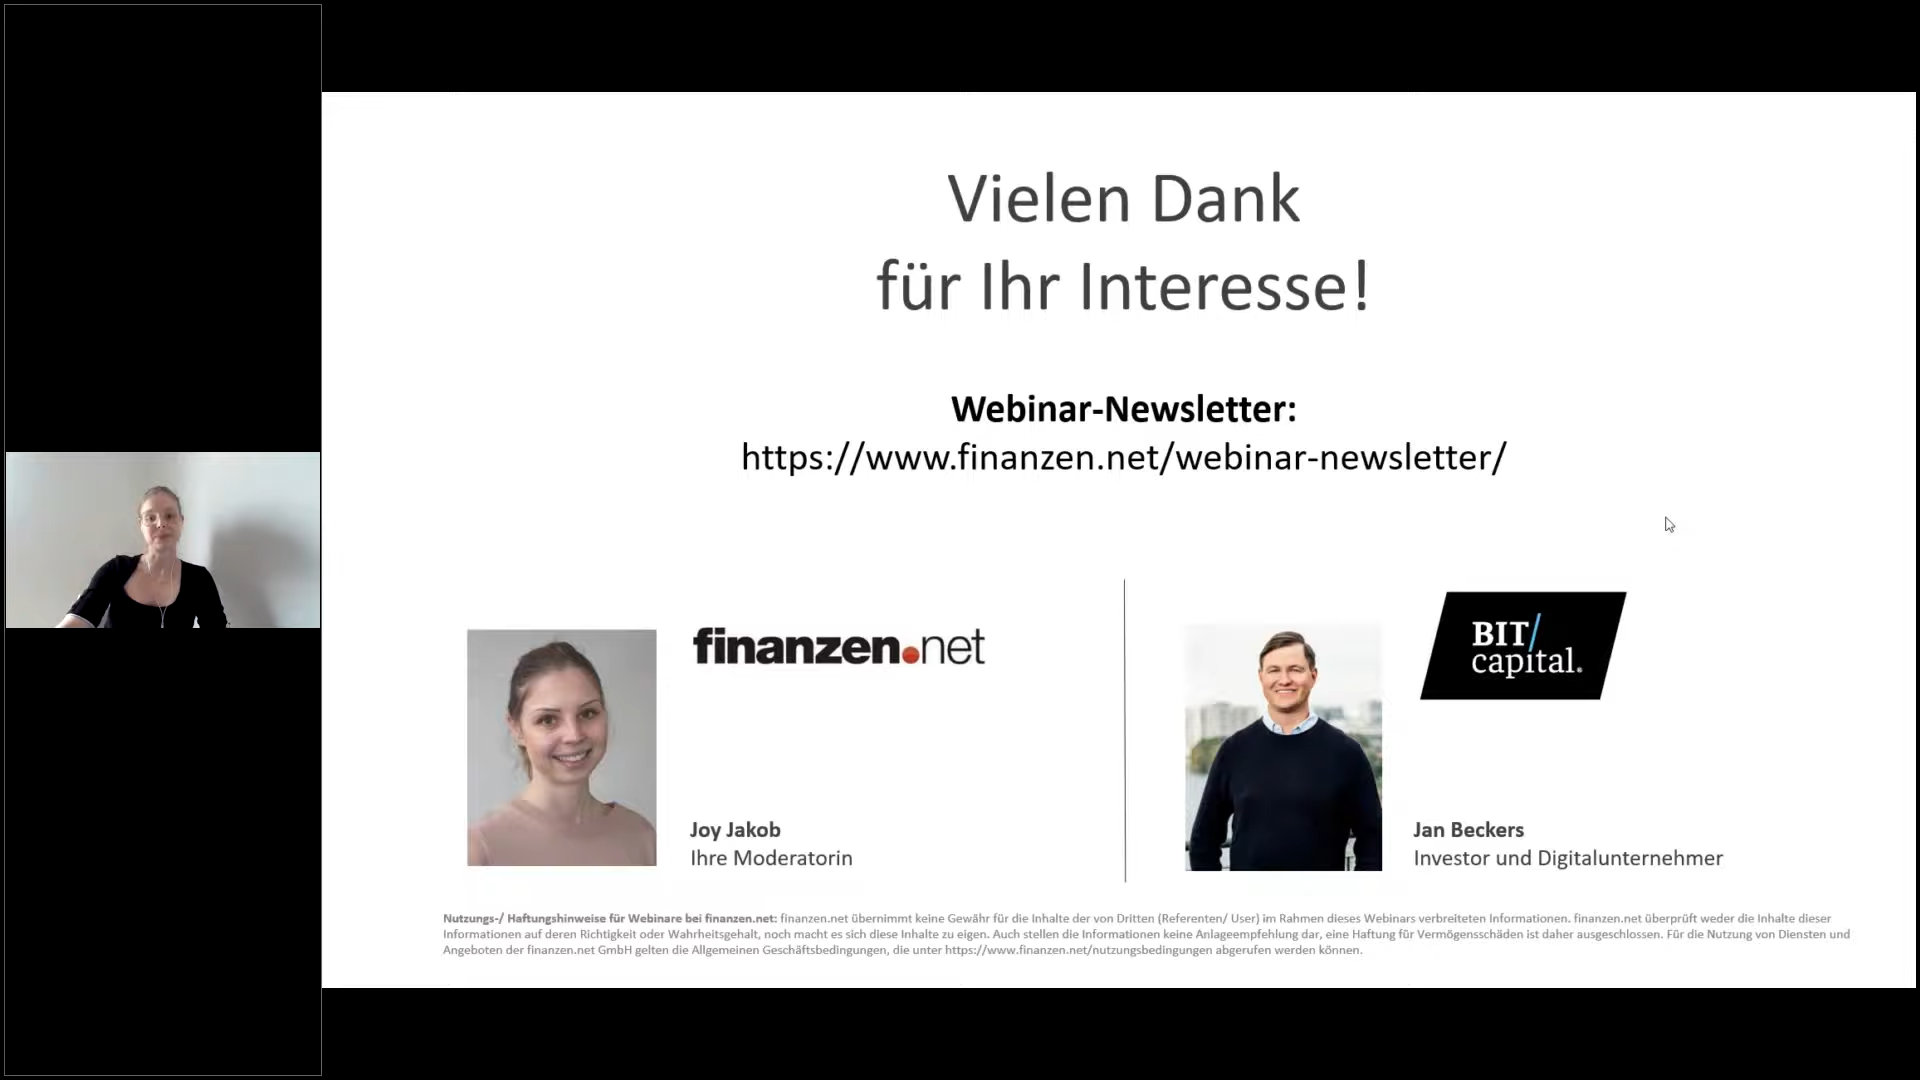 Vielen Dank
für Ihr Interesse!
Webinar-Newsletter:
https://www.finanzen.net/webinar-newsletter/
finanzen.net
Joy Jakob
Ihre Moderatorin
BIT/
capital.
Jan Beckers
Investor und Digitalunternehmer
Nutzungs-/ Haftungshinweise für Webinare bei finanzen.net: finanzen.net übernimmt keine Gewähr für die Inhalte der von Dritten (Referenten/ User) im Rahmen dieses Webinars verbreiteten Informationen. finanzen.net überprüft weder die Inhalte dieser
Informationen auf deren Richtigkeit oder Wahrheitsgehalt, noch macht es sich diese Inhalte zu eigen. Auch stellen die Informationen keine Anlageempfehlung dar, eine Haftung für Vermögensschäden ist daher ausgeschlossen. Für die Nutzung von Diensten und
Angeboten der finanzen.net GmbH gelten die Allgemeinen Geschäftsbedingungen, die unter https://www.finanzen.net/nutzungsbedingungen abgerufen werden können.